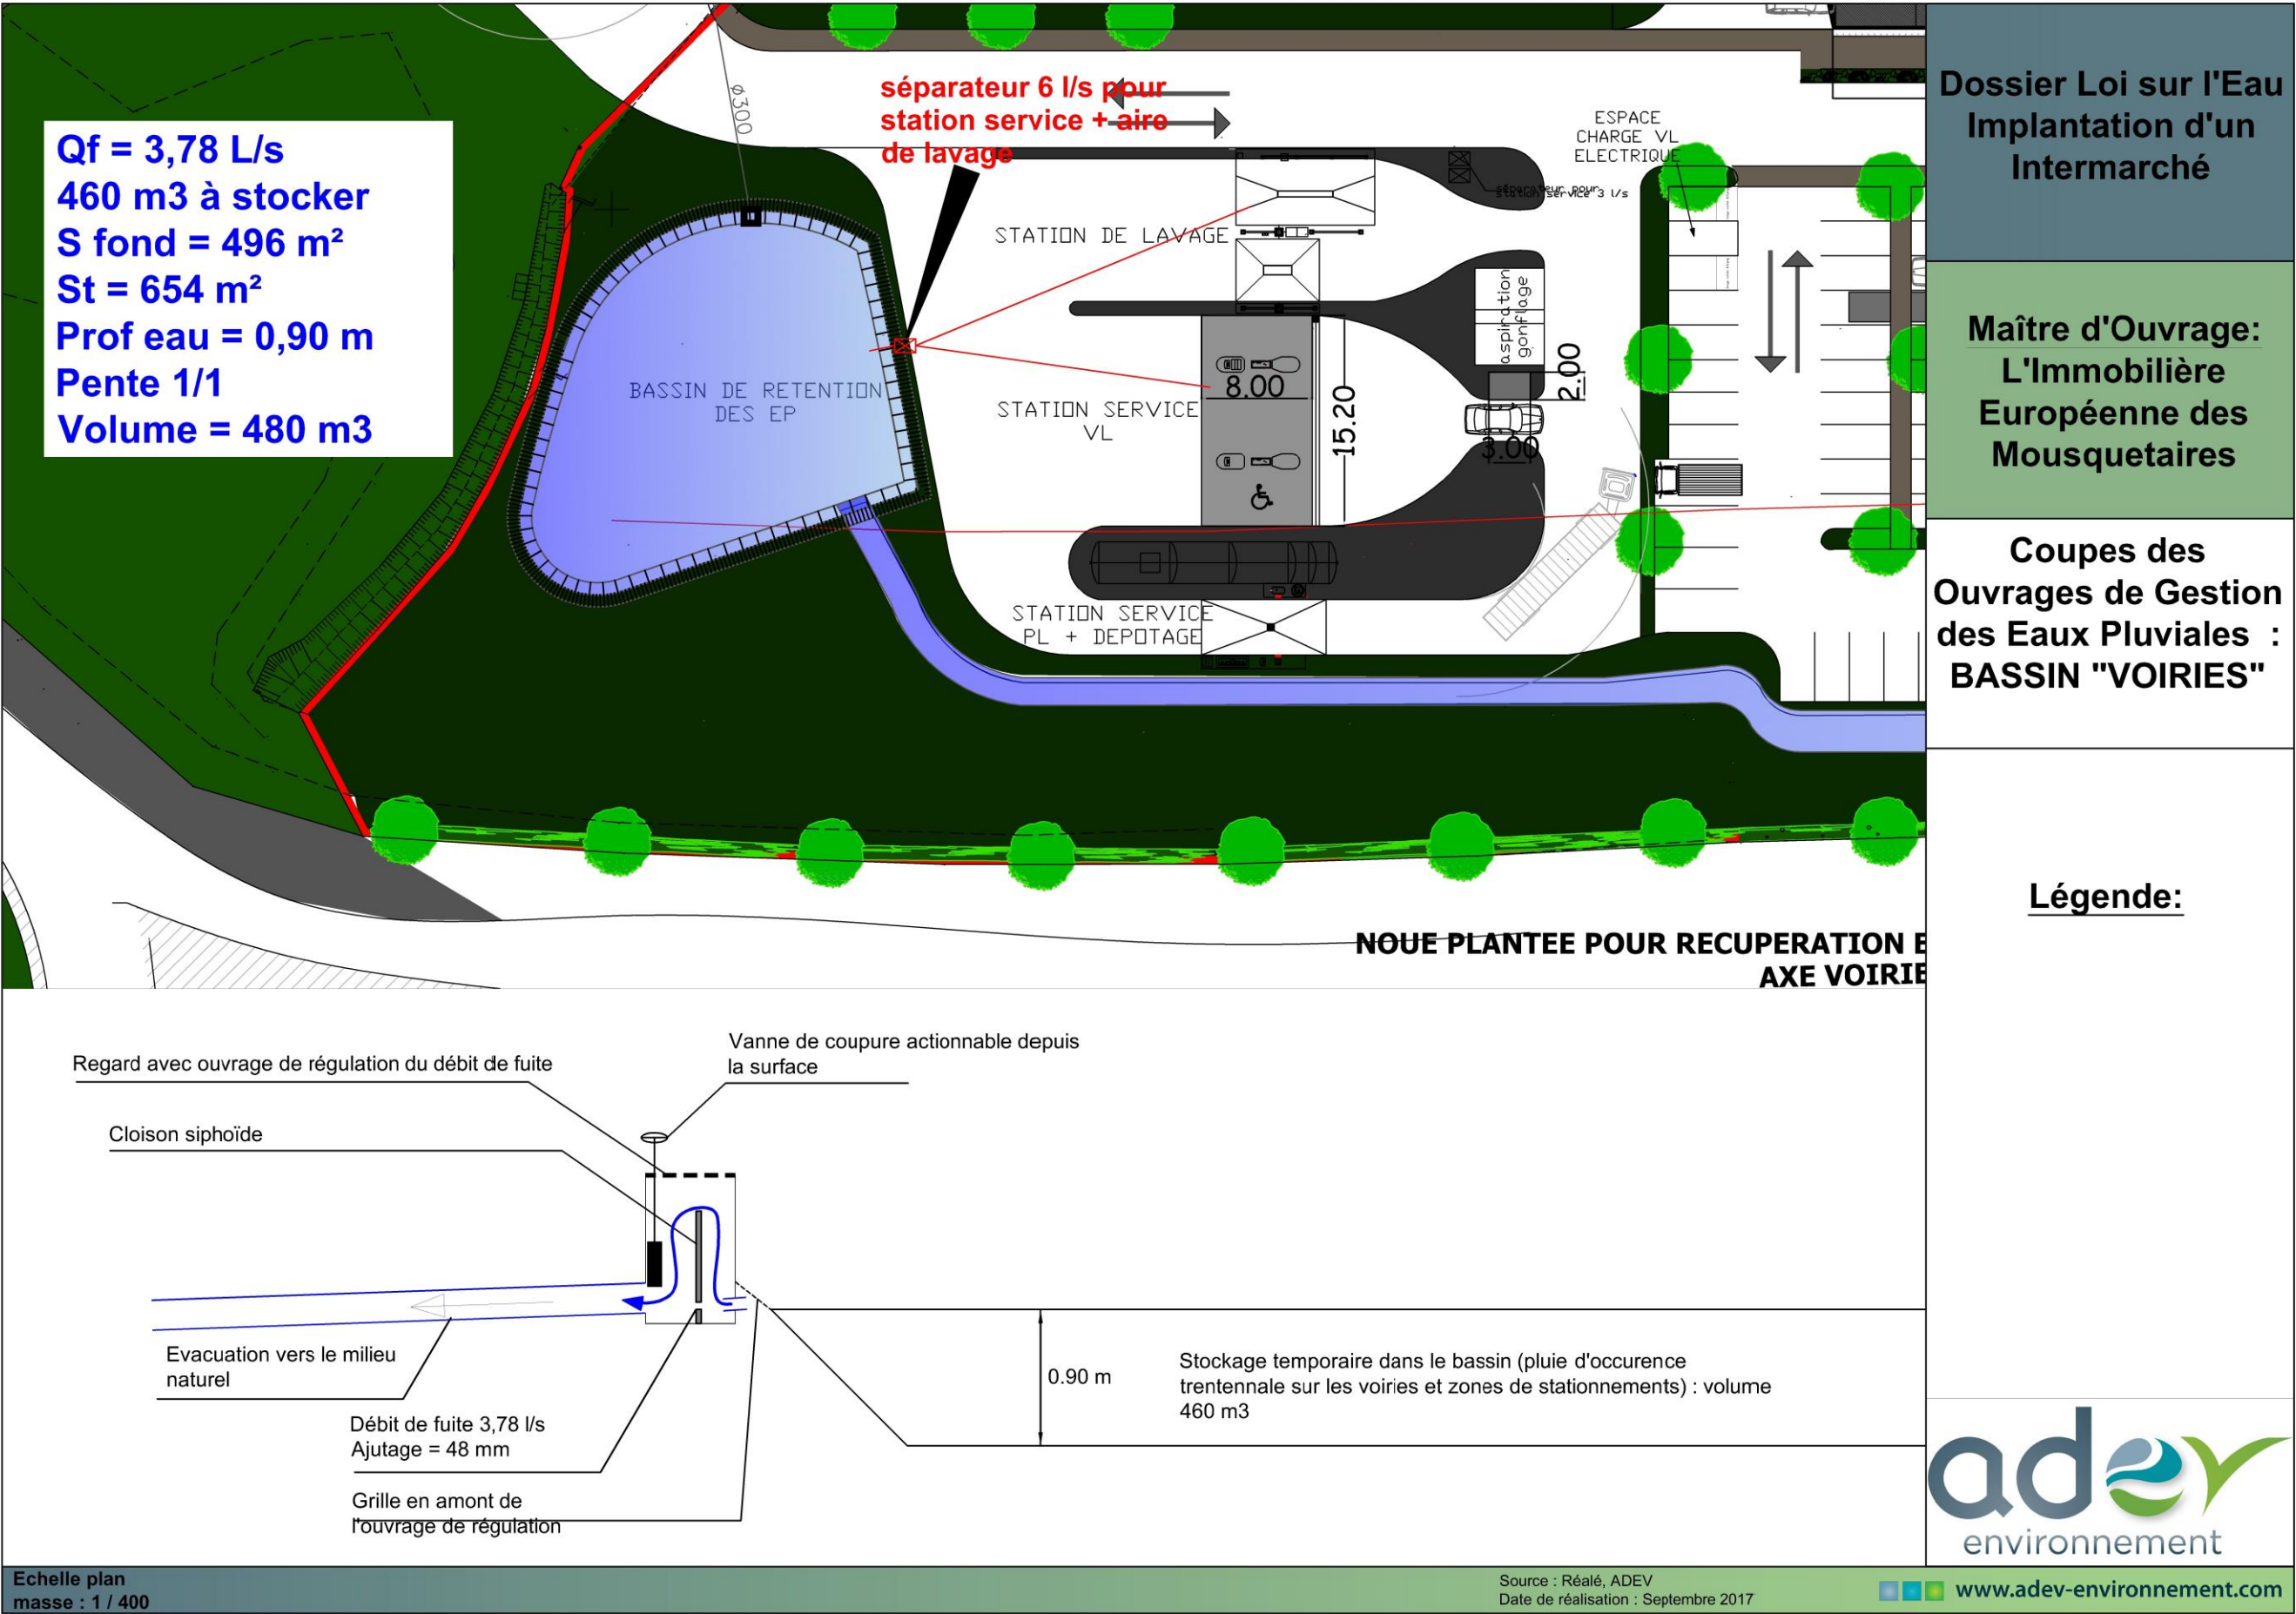 Qf = 3,78 L/s
460 m3 à stocker
S fond = 496 m²
St = 654 m²
Prof eau = 0,90 m
Pente 1/1
Volume = 480 m3
ø300
séparateur 6 l/s pour
station service + aire
de lavage
ESPACE
CHARGE VL
ELECTRIQUE
séparateur pour
station service 3 l/s
STATION DE LAVAGE
aspiration
gonflage
BASSIN DE RETENTION
DES EP
STATION SERVICE
VL
8.00
15.20
2.00
3.00
STATION SERVICE
PL + DEPOTAGE
NOUE PLANTEE POUR RECUPERATION E
AXE VOIRIE
Dossier Loi sur l'Eau
Implantation d'un
Intermarché
Maître d'Ouvrage:
L'Immobilière
Européenne des
Mousquetaires
Coupes des
Ouvrages de Gestion
des Eaux Pluviales :
BASSIN "VOIRIES"
Légende:
Regard avec ouvrage de régulation du débit de fuite
Vanne de coupure actionnable depuis
la surface
Cloison siphoïde
Evacuation vers le milieu
naturel
Débit de fuite 3,78 l/s
Ajutage = 48 mm
Grille en amont de
l'ouvrage de régulation
0.90 m
Stockage temporaire dans le bassin (pluie d'occurence
trentennale sur les voiries et zones de stationnements) : volume
460 m3
adev
environnement
Echelle plan
masse : 1 / 400
Source : Réalé, ADEV
Date de réalisation : Septembre 2017
www.adev-environnement.com